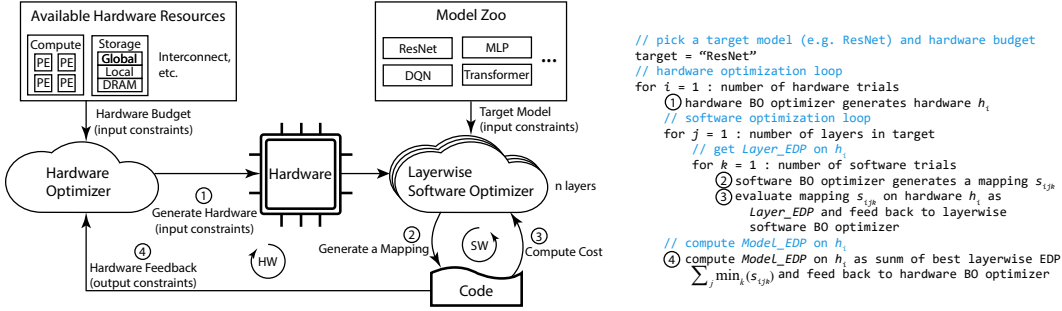 Available Hardware Resources
Compute
PE PE
PE PE
Storage
Global
Local
DRAM
Interconnect,
etc.
Model Zoo
ResNet
MLP
DQN
Transformer
...
Hardware Budget
(input constraints)
Target Model
(input constraints)
Hardware
Optimizer
Hardware
Layerwise
Software Optimizer
n layers
①
Generate Hardware
(input constraints)
②
Generate a Mapping
SW
③
Compute Cost
④
Hardware Feedback
(output constraints)
HW
Code
// pick a target model (e.g. ResNet) and hardware budget
target = “ResNet”
// hardware optimization loop
for i = 1 : number of hardware trials
① hardware BO optimizer generates hardware h_i
// software optimization loop
for j = 1 : number of layers in target
// get Layer_EDP on h_i
for k = 1 : number of software trials
② software BO optimizer generates a mapping s_ijk
③ evaluate mapping s_ijk on hardware h_i as
Layer_EDP and feed back to layerwise
software BO optimizer
// compute Model_EDP on h_i
④ compute Model_EDP on h_i as sunm of best layerwise EDP
∑_j min_k(s_ijk) and feed back to hardware BO optimizer